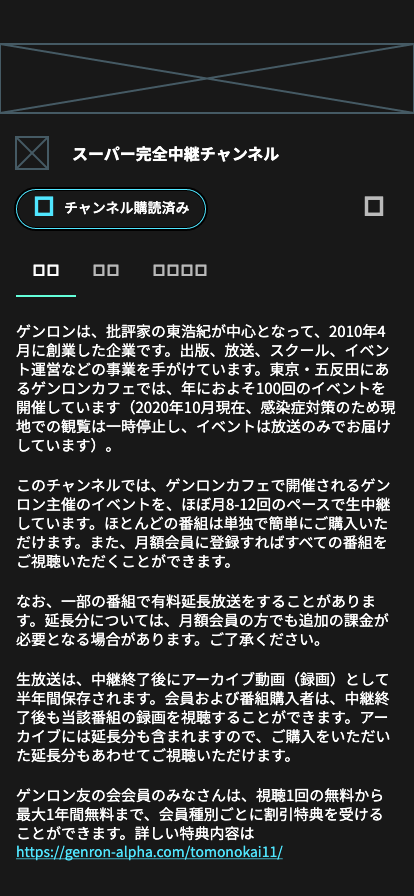 スーパー完全中継チャンネル
チャンネル購読済み
ゲンロンは、批評家の東浩紀が中心となって、2010年4
月に創業した企業です。出版、放送、スクール、イベン
ト運営などの事業を手がけています。東京・五反田にあ
るゲンロンカフェでは、年におよそ100回のイベントを
開催しています（2020年10月現在、感染症対策のため現
地での観覧は一時停止し、イベントは放送のみでお届け
しています）。
このチャンネルでは、ゲンロンカフェで開催されるゲン
ロン主催のイベントを、ほぼ月8-12回のペースで生中継
しています。ほとんどの番組は単独で簡単にご購入いた
だけます。また、月額会員に登録すればすべての番組を
ご視聴いただくことができます。
なお、一部の番組で有料延長放送をすることがありま
す。延長分については、月額会員の方でも追加の課金が
必要となる場合があります。ご了承ください。
生放送は、中継終了後にアーカイブ動画（録画）として
半年間保存されます。会員および番組購入者は、中継終
了後も当該番組の録画を視聴することができます。アー
カイブには延長分も含まれますので、ご購入をいただい
た延長分もあわせてご視聴いただけます。
ゲンロン友の会会員のみなさんは、視聴1回の無料から
最大1年間無料まで、会員種別ごとに割引特典を受ける
ことができます。詳しい特典内容は
https://genron-alpha.com/tomonokai11/